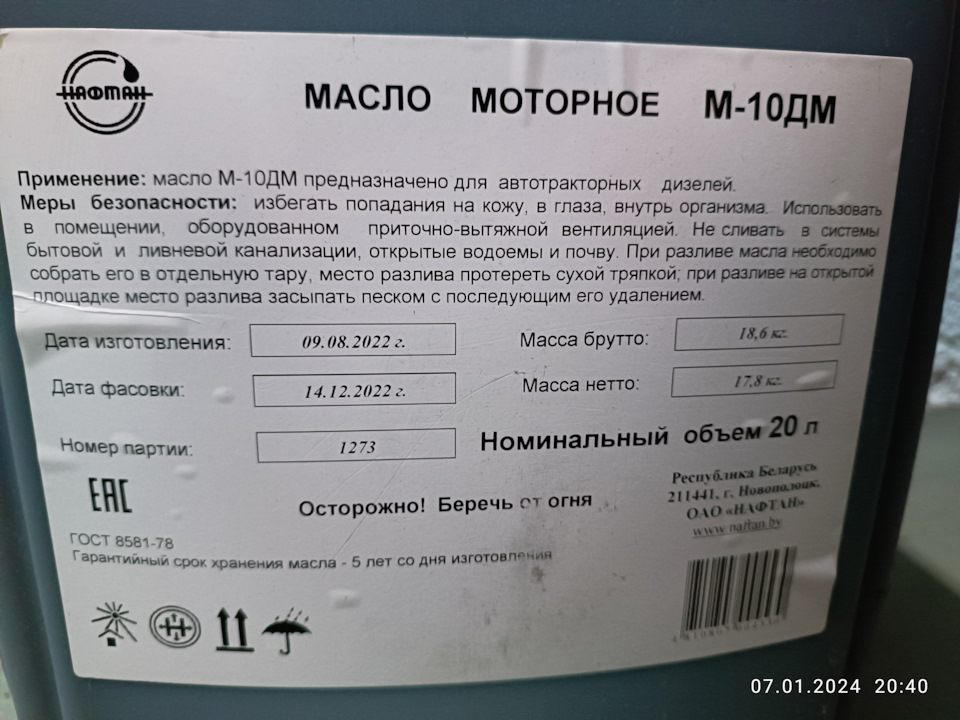 НАФТАН
МАСЛО МОТОРНОЕ М-10ДМ
Применение: масло М-10ДМ предназначено для автотракторных дизелей.
Меры безопасности: избегать попадания на кожу, в глаза, внутрь организма. Использовать
в помещении, оборудованном приточно-вытяжной вентиляцией. Не сливать в системы
бытовой и ливневой канализации, открытые водоемы и почву. При разливе масла необходимо
собрать его в отдельную тару, место разлива протереть сухой тряпкой; при разливе на открытой
площадке место разлива засыпать песком с последующим его удалением.
Дата изготовления: 09.08.2022 г. Масса брутто: 18,6 кг.
Дата фасовки: 14.12.2022 г. Масса нетто: 17,8 кг.
Номер партии: 1273 Номинальный объем 20 л
ЕАС
Осторожно! Беречь от огня
Республика Беларусь
211441, г. Новополоцк,
ОАО «НАФТАН»
www.naftan.by
ГОСТ 8581-78
Гарантийный срок хранения масла - 5 лет со дня изготовления
07.01.2024 20:40